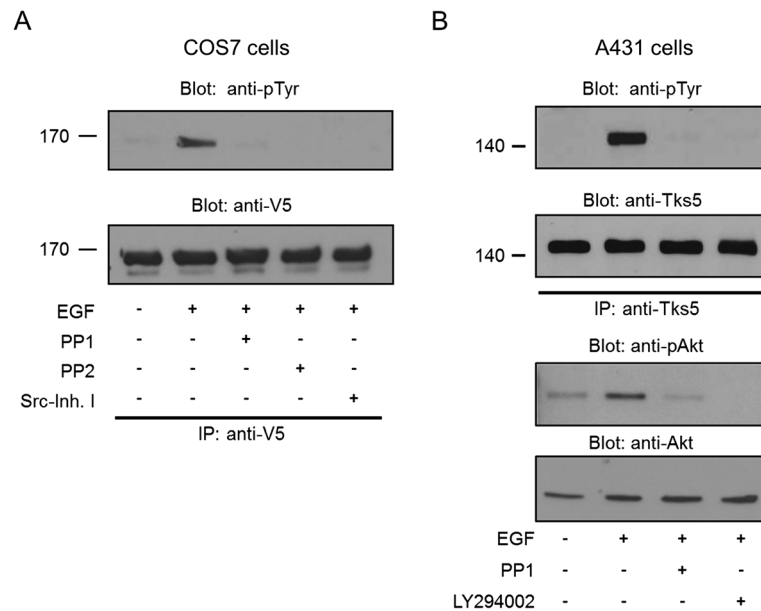 A
COS7 cells
Blot: anti-pTyr
170
Blot: anti-V5
170
EGF - + + + +
PP1 - - + - -
PP2 - - - + -
Src-Inh. I - - - - +
IP: anti-V5
B
A431 cells
Blot: anti-pTyr
140
Blot: anti-Tks5
140
IP: anti-Tks5
Blot: anti-pAkt
Blot: anti-Akt
EGF - + + +
PP1 - - + -
LY294002 - - - +